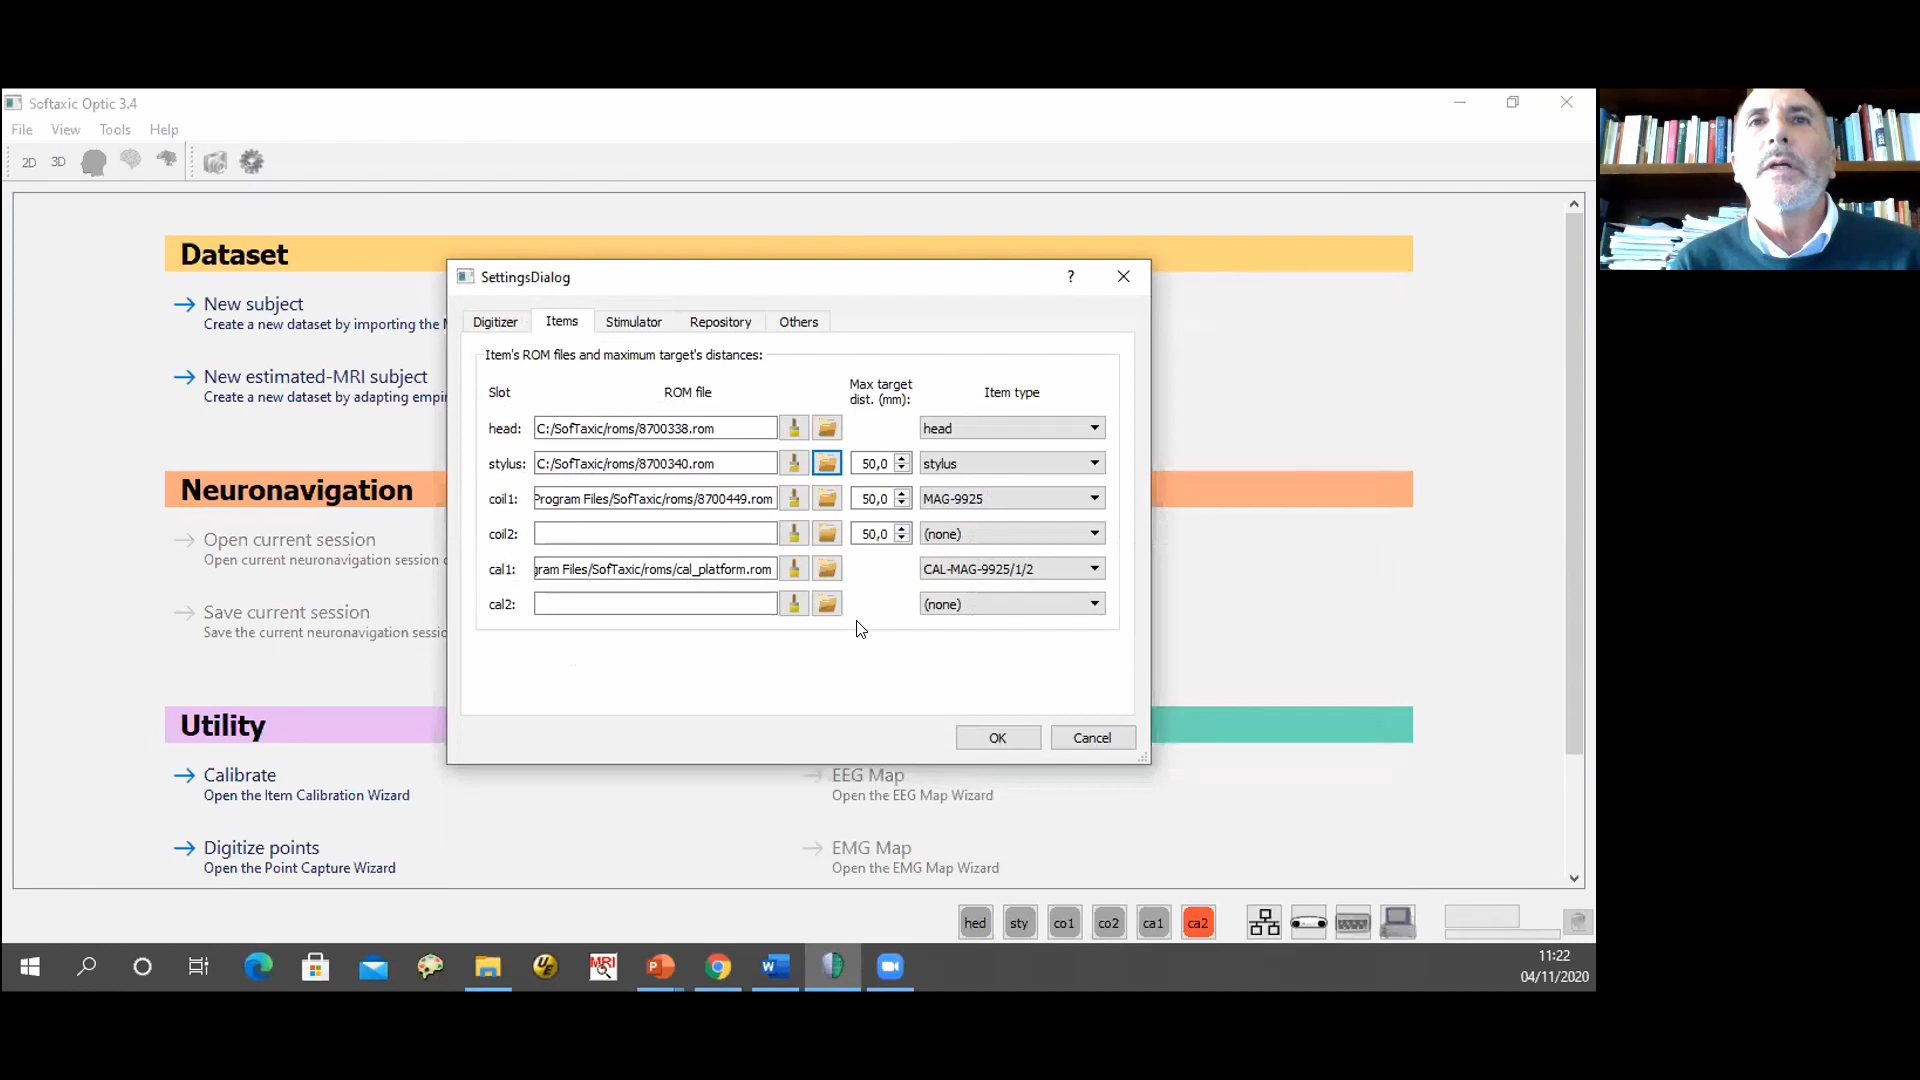 Softaxic Optic 3.4
File View Tools Help
2D 3D
Dataset
New subject
Create a new dataset by importing the M
New estimated-MRI subject
Create a new dataset by adapting empir
Neuronavigation
Open current session
Open current neuronavigation session c
Save current session
Save the current neuronavigation sessic
Utility
Calibrate
Open the Item Calibration Wizard
Digitize points
Open the Point Capture Wizard
EEG Map
Open the EEG Map Wizard
EMG Map
Open the EMG Map Wizard
SettingsDialog ?
Digitizer Items Stimulator Repository Others
Item's ROM files and maximum target's distances:
Slot ROM file Max target dist. (mm): Item type
head: C:/SofTaxic/roms/8700338.rom head
stylus: C:/SofTaxic/roms/8700340.rom 50,0 stylus
coil1: Program Files/SofTaxic/roms/8700449.rom 50,0 MAG-9925
coil2: 50,0 (none)
cal1: gram Files/SofTaxic/roms/cal_platform.rom CAL-MAG-9925/1/2
cal2: (none)
OK Cancel
hed sty co1 co2 ca1 ca2
MRI
11:22
04/11/2020